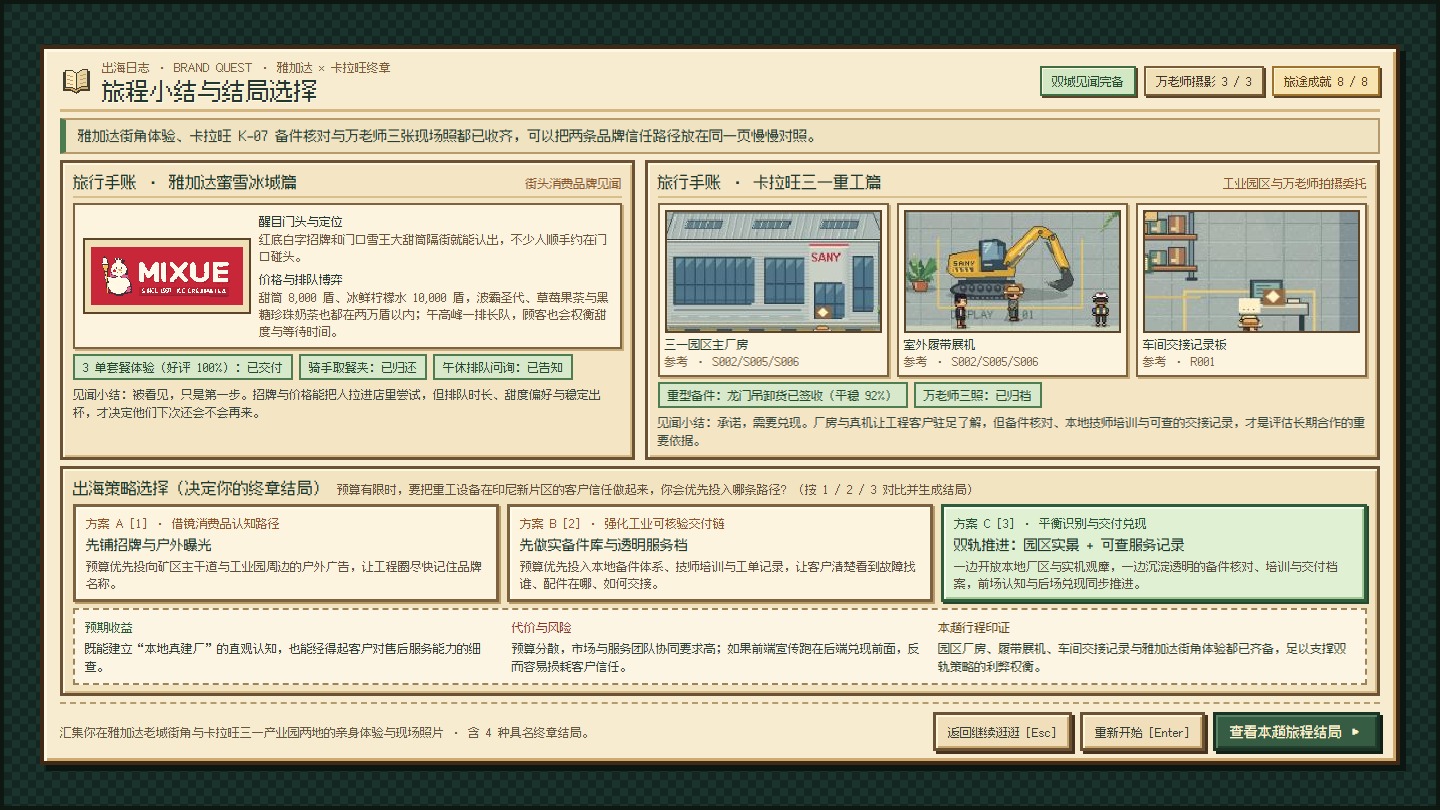 出海日志 · BRAND QUEST · 雅加达 × 卡拉旺终章
旅程小结与结局选择
双城见闻完备
万老师摄影 3 / 3
旅途成就 8 / 8
雅加达街角体验、卡拉旺 K-07 备件核对与万老师三张现场照都已收齐，可以把两条品牌信任路径放在同一页慢慢对照。
旅行手账 · 雅加达蜜雪冰城篇
街头消费品牌见闻
MIXUE
醒目门头与定位
红底白字招牌和门口雪王大甜筒隔街就能认出，不少人顺手约在门
口碰头。
价格与排队博弈
甜筒 8,000 盾、冰鲜柠檬水 10,000 盾，波霸圣代、草莓果茶与黑
糖珍珠奶茶也都在两万盾以内；午高峰一排长队，顾客也会权衡甜
度与等待时间。
3 单套餐体验（好评 100%）：已交付
骑手取餐夹：已归还
午休排队问询：已告知
见闻小结：被看见，只是第一步。招牌与价格能把人拉进店里尝试，但排队时长、甜度偏好与稳定出
杯，才决定他们下次还会不会再来。
旅行手账 · 卡拉旺三一重工篇
工业园区与万老师拍摄委托
SANY
SANY
三一园区主厂房
参考 · S002/S005/S006
室外履带展机
参考 · S002/S005/S006
车间交接记录板
参考 · R001
重型备件：龙门吊卸货已签收（平稳 92%）
万老师三照：已归档
见闻小结：承诺，需要兑现。厂房与真机让工程客户驻足了解，但备件核对、本地技师培训与可查的交接记录，才是评估长期合作的重
要依据。
出海策略选择（决定你的终章结局）
预算有限时，要把重工设备在印尼新片区的客户信任做起来，你会优先投入哪条路径？（按 1 / 2 / 3 对比并生成结局）
方案 A [1] · 借镜消费品认知路径
先铺招牌与户外曝光
预算优先投向矿区主干道与工业园周边的户外广告，让工程圈尽快记住品牌
名称。
方案 B [2] · 强化工业可核验交付链
先做实备件库与透明服务档
预算优先投入本地备件体系、技师培训与工单记录，让客户清楚看到故障找
谁、配件在哪、如何交接。
方案 C [3] · 平衡识别与交付兑现
双轨推进：园区实景 + 可查服务记录
一边开放本地厂区与实机观摩，一边沉淀透明的备件核对、培训与交付档
案，前场认知与后场兑现同步推进。
预期收益
既能建立“本地真建厂”的直观认知，也能经得起客户对售后服务能力的细
查。
代价与风险
预算分散，市场与服务团队协同要求高；如果前端宣传跑在后端兑现前面，反
而容易损耗客户信任。
本趟行程印证
园区厂房、履带展机、车间交接记录与雅加达街角体验都已齐备，足以支撑双
轨策略的利弊权衡。
汇集你在雅加达老城街角与卡拉旺三一产业园两地的亲身体验与现场照片 · 含 4 种具名终章结局。
返回继续逛逛 [Esc]
重新开始 [Enter]
查看本趟旅程结局 ▶